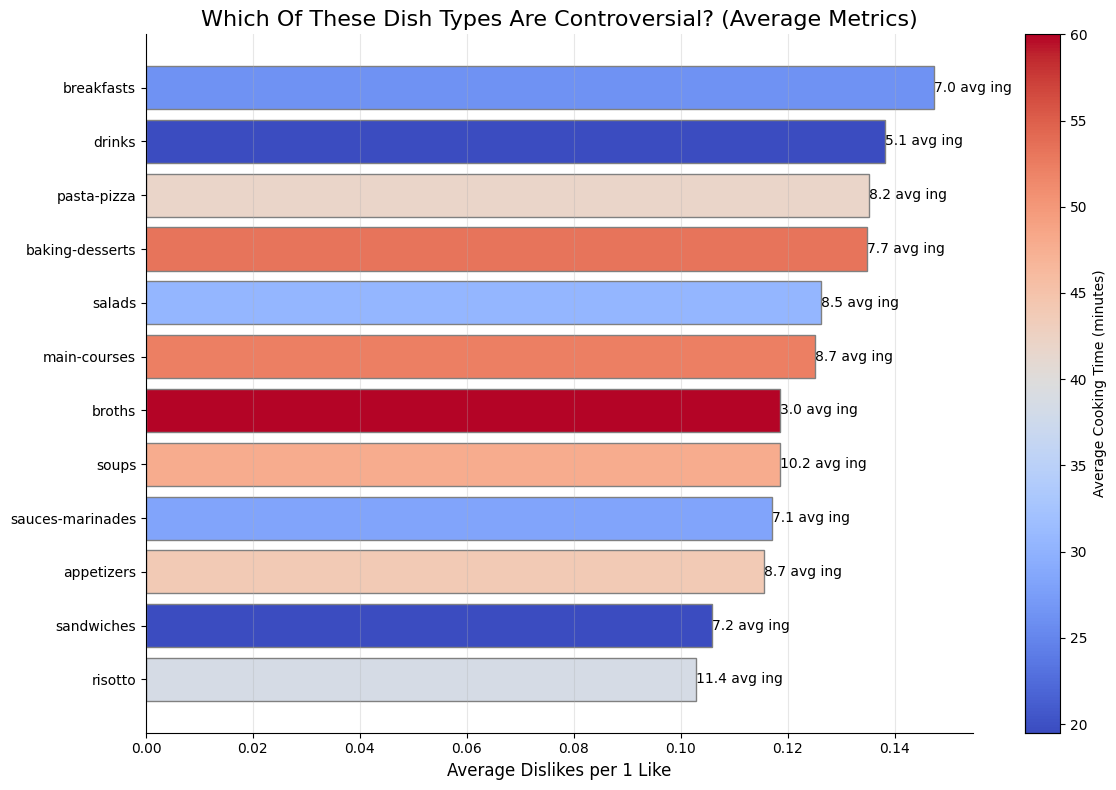 Which Of These Dish Types Are Controversial? (Average Metrics)
breakfasts
7.0 avg ing
drinks
5.1 avg ing
pasta-pizza
8.2 avg ing
baking-desserts
7.7 avg ing
salads
8.5 avg ing
main-courses
8.7 avg ing
broths
3.0 avg ing
soups
10.2 avg ing
sauces-marinades
7.1 avg ing
appetizers
8.7 avg ing
sandwiches
7.2 avg ing
risotto
11.4 avg ing
0.00 0.02 0.04 0.06 0.08 0.10 0.12 0.14
Average Dislikes per 1 Like
60
55
50
45
40
35
30
25
20
Average Cooking Time (minutes)